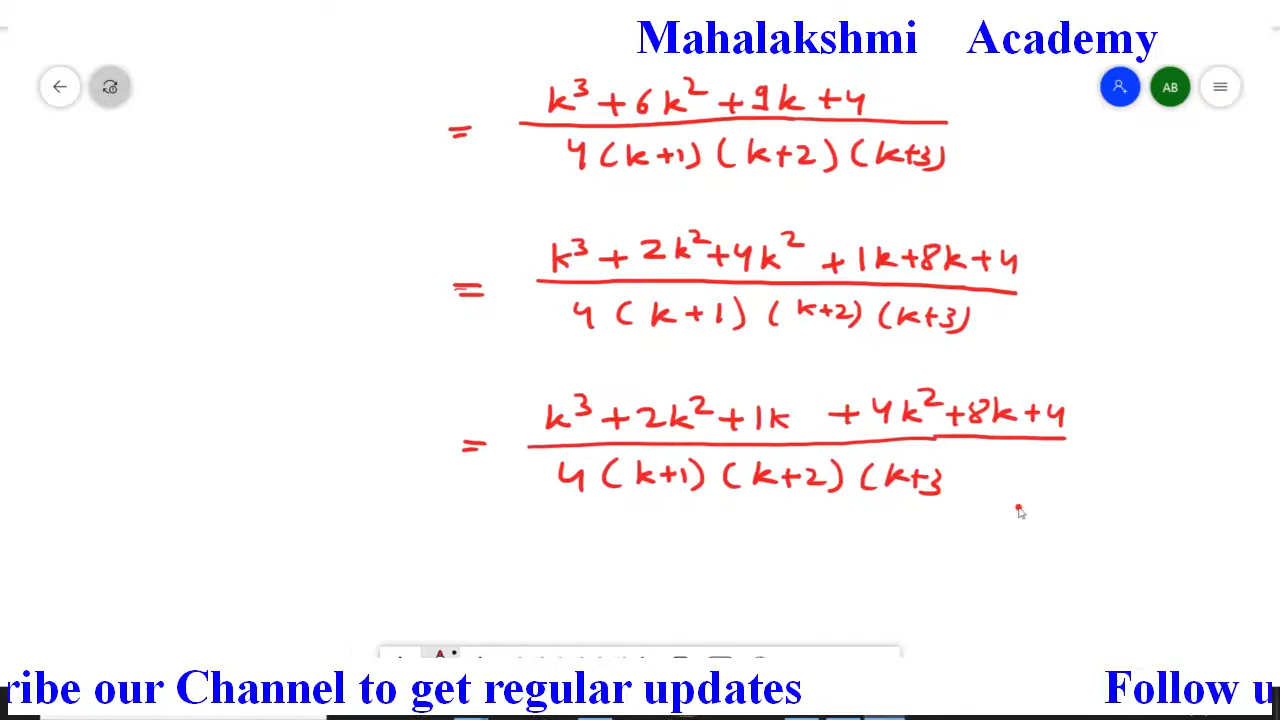 Mahalakshmi Academy
AB
k³ + 6k² + 9k + 4
=
4(k+1) (k+2) (k+3)
k³ + 2k² + 4k² + 1k + 8k + 4
=
4 (k+1) (k+2) (k+3)
k³ + 2k² + 1k + 4k² + 8k + 4
=
4 (k+1) (k+2) (k+3
ribe our Channel to get regular updates Follow u